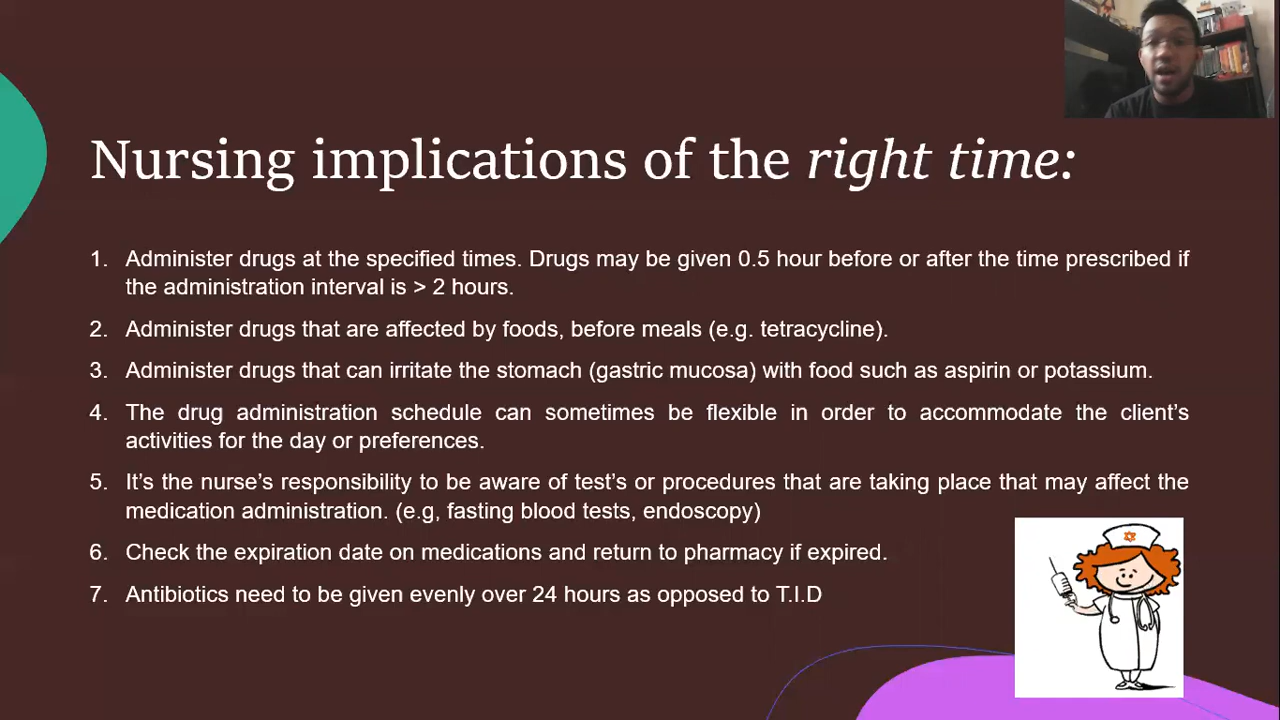 Nursing implications of the right time:
1. Administer drugs at the specified times. Drugs may be given 0.5 hour before or after the time prescribed if
the administration interval is > 2 hours.
2. Administer drugs that are affected by foods, before meals (e.g. tetracycline).
3. Administer drugs that can irritate the stomach (gastric mucosa) with food such as aspirin or potassium.
4. The drug administration schedule can sometimes be flexible in order to accommodate the client’s
activities for the day or preferences.
5. It’s the nurse’s responsibility to be aware of test’s or procedures that are taking place that may affect the
medication administration. (e.g, fasting blood tests, endoscopy)
6. Check the expiration date on medications and return to pharmacy if expired.
7. Antibiotics need to be given evenly over 24 hours as opposed to T.I.D